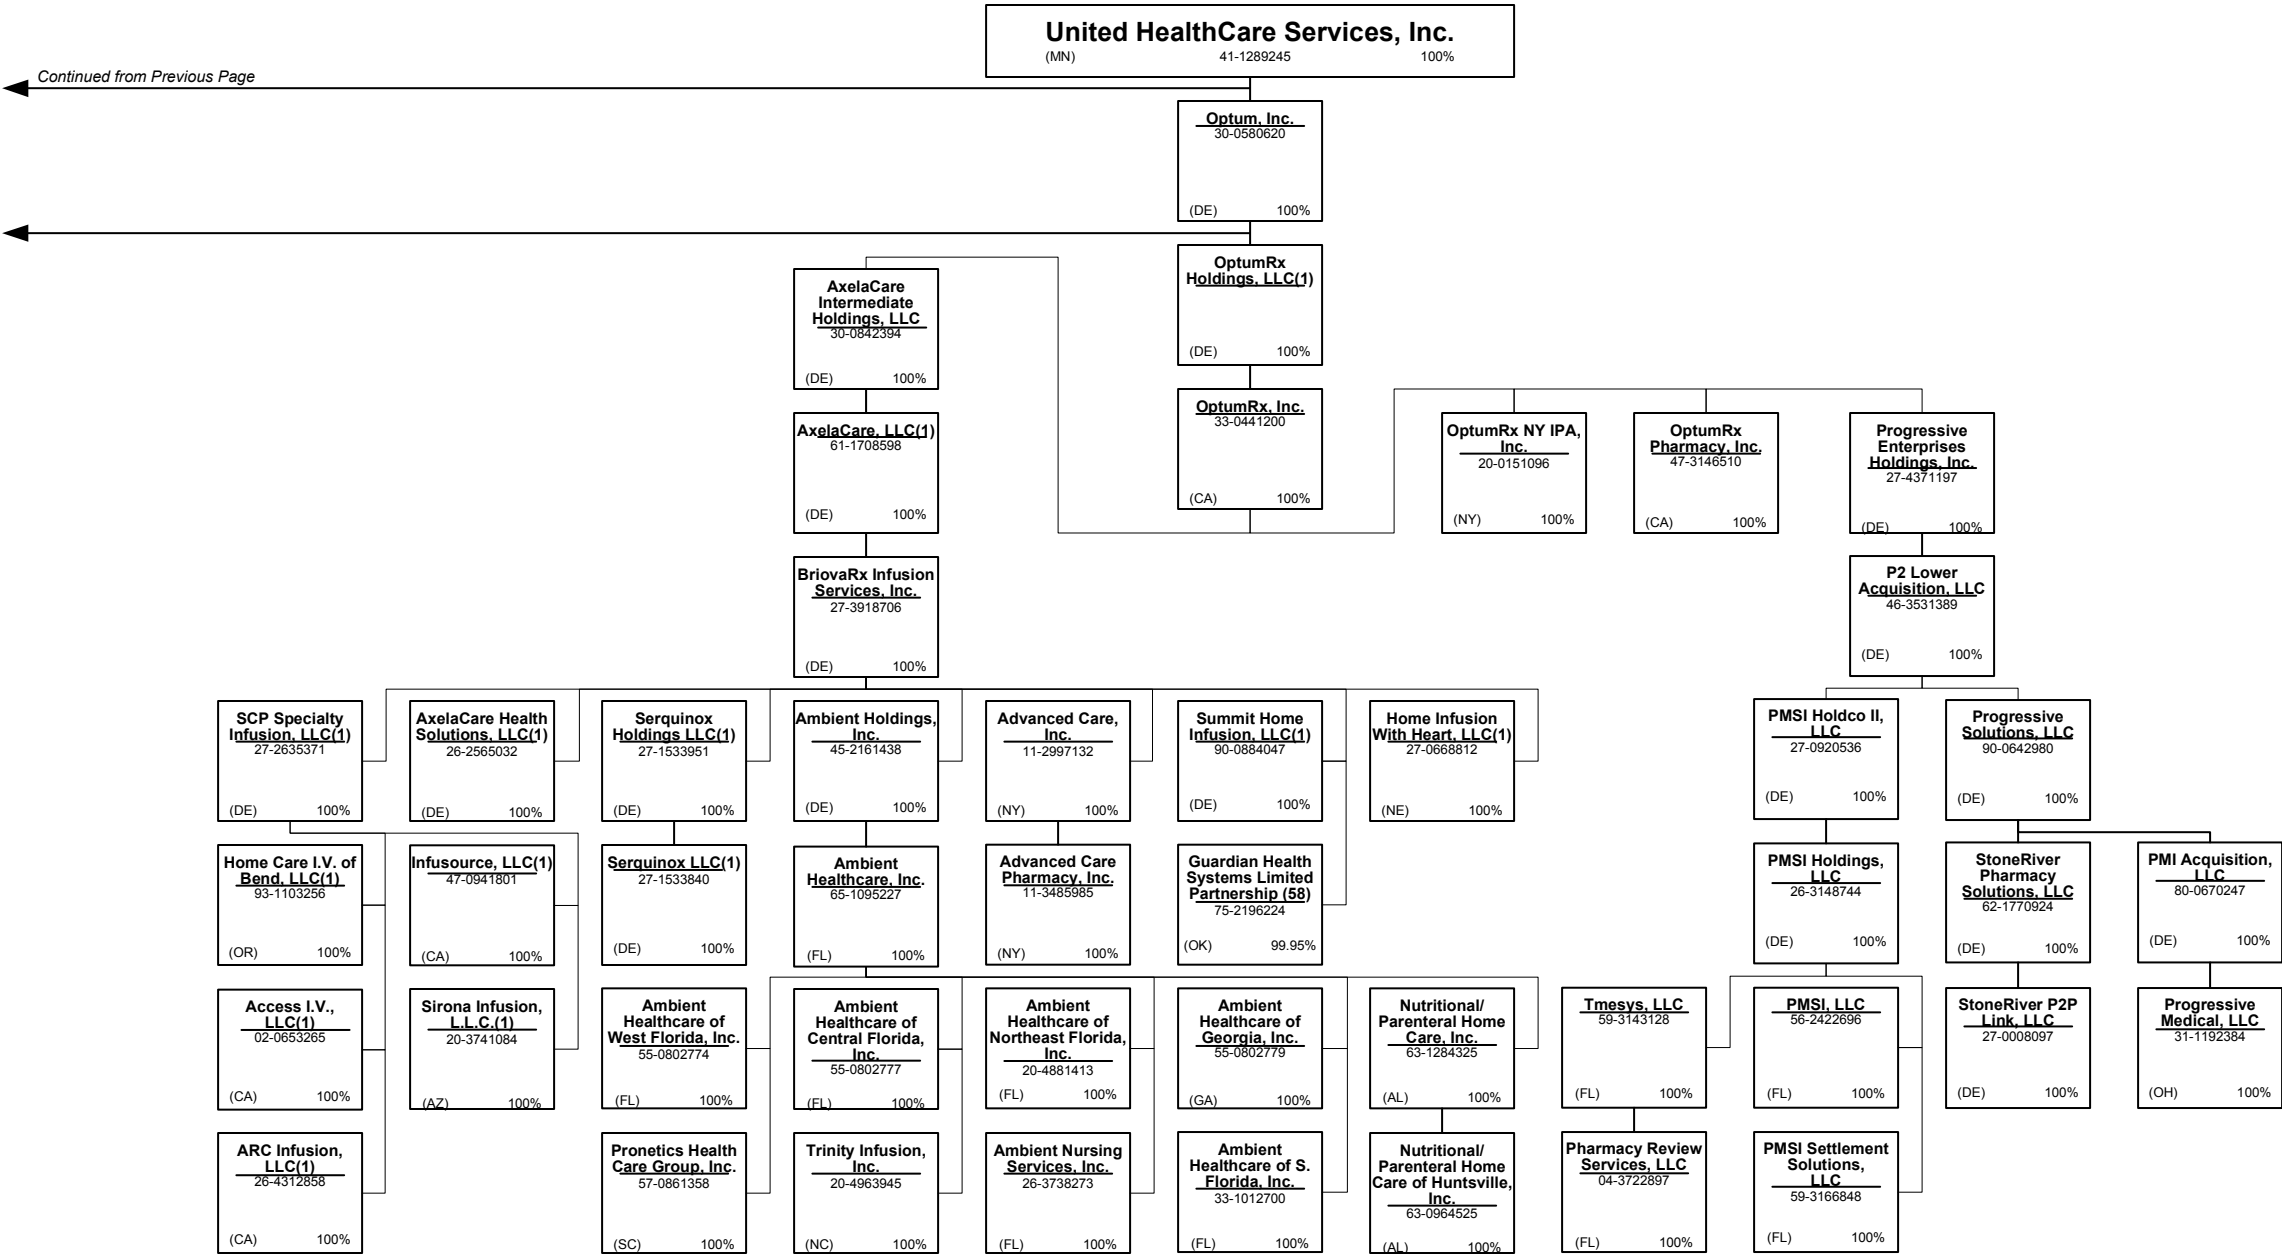 United HealthCare Services, Inc.
(MN) 41-1289245 100%
Continued from Previous Page
Optum, Inc.
30-0580620
(DE) 100%
OptumRx
Holdings, LLC(1)
(DE) 100%
AxelaCare
Intermediate
Holdings, LLC
30-0842394
(DE) 100%
OptumRx, Inc.
33-0441200
(CA) 100%
AxelaCare, LLC(1)
61-1708598
(DE) 100%
OptumRx NY IPA,
Inc.
20-0151096
(NY) 100%
OptumRx
Pharmacy, Inc.
47-3146510
(CA) 100%
Progressive
Enterprises
Holdings, Inc.
27-4371197
(DE) 100%
BriovaRx Infusion
Services, Inc.
27-3918706
(DE) 100%
P2 Lower
Acquisition, LLC
46-3531389
(DE) 100%
SCP Specialty
Infusion, LLC(1)
27-2635371
(DE) 100%
AxelaCare Health
Solutions, LLC(1)
26-2565032
(DE) 100%
Serquinox
Holdings LLC(1)
27-1533951
(DE) 100%
Ambient Holdings,
Inc.
45-2161438
(DE) 100%
Advanced Care,
Inc.
11-2997132
(NY) 100%
Summit Home
Infusion, LLC(1)
90-0884047
(DE) 100%
Home Infusion
With Heart, LLC(1)
27-0668812
(NE) 100%
PMSI Holdco II,
LLC
27-0920536
(DE) 100%
Progressive
Solutions, LLC
90-0642980
(DE) 100%
Home Care I.V. of
Bend, LLC(1)
93-1103256
(OR) 100%
Infusource, LLC(1)
47-0941801
(CA) 100%
Serquinox LLC(1)
27-1533840
(DE) 100%
Ambient
Healthcare, Inc.
65-1095227
(FL) 100%
Advanced Care
Pharmacy, Inc.
11-3485985
(NY) 100%
Guardian Health
Systems Limited
Partnership (58)
75-2196224
(OK) 99.95%
PMSI Holdings,
LLC
26-3148744
(DE) 100%
StoneRiver
Pharmacy
Solutions, LLC
62-1770924
(DE) 100%
PMI Acquisition,
LLC
80-0670247
(DE) 100%
Access I.V.,
LLC(1)
02-0653265
(CA) 100%
Sirona Infusion,
L.L.C.(1)
20-3741084
(AZ) 100%
Ambient
Healthcare of
West Florida, Inc.
55-0802774
(FL) 100%
Ambient
Healthcare of
Central Florida,
Inc.
55-0802777
(FL) 100%
Ambient
Healthcare of
Northeast Florida,
Inc.
20-4881413
(FL) 100%
Ambient
Healthcare of
Georgia, Inc.
55-0802779
(GA) 100%
Nutritional/
Parenteral Home
Care, Inc.
63-1284325
(AL) 100%
Tmesys, LLC
59-3143128
(FL) 100%
PMSI, LLC
56-2422696
(FL) 100%
StoneRiver P2P
Link, LLC
27-0008097
(DE) 100%
Progressive
Medical, LLC
31-1192384
(OH) 100%
ARC Infusion,
LLC(1)
26-4312858
(CA) 100%
Pronetics Health
Care Group, Inc.
57-0861358
(SC) 100%
Trinity Infusion,
Inc.
20-4963945
(NC) 100%
Ambient Nursing
Services, Inc.
26-3738273
(FL) 100%
Ambient
Healthcare of S.
Florida, Inc.
33-1012700
(FL) 100%
Nutritional/
Parenteral Home
Care of Huntsville,
Inc.
63-0964525
(AL) 100%
Pharmacy Review
Services, LLC
04-3722897
(FL) 100%
PMSI Settlement
Solutions,
LLC
59-3166848
(FL) 100%